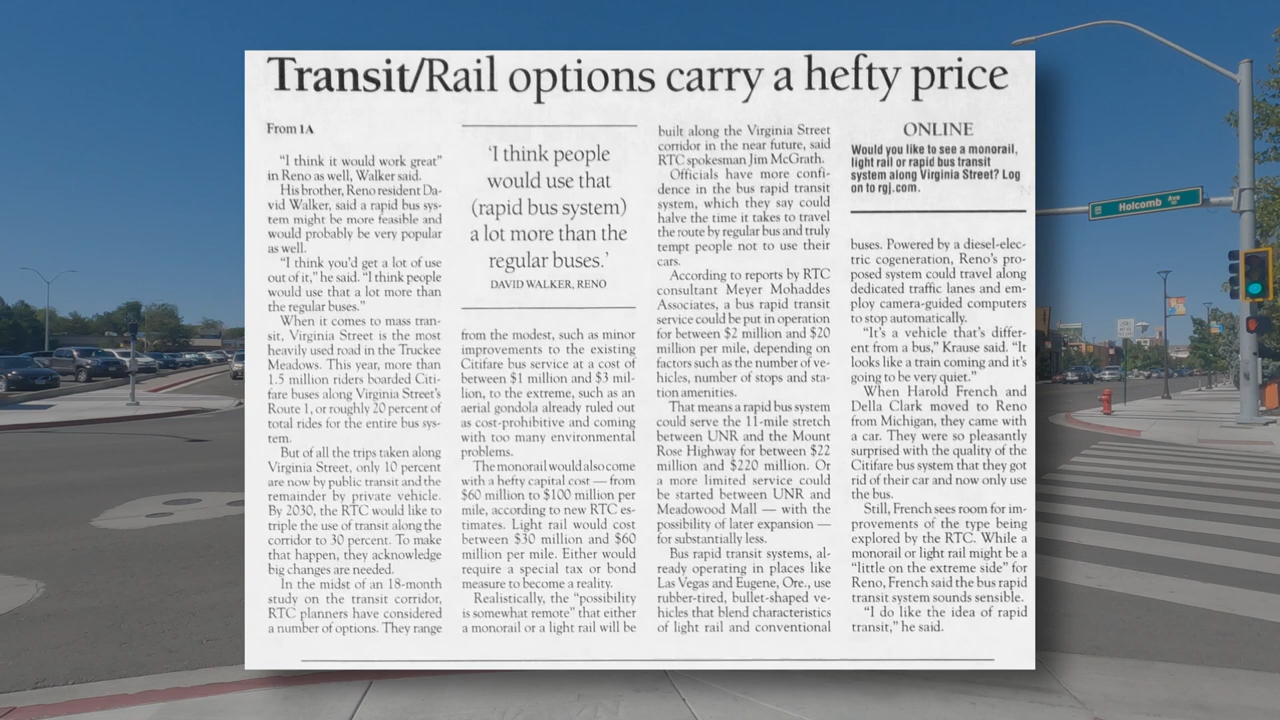 Transit/Rail options carry a hefty price
From 1A
“I think it would work great”
in Reno as well, Walker said.
His brother, Reno resident Da-
vid Walker, said a rapid bus sys-
tem might be more feasible and
would probably be very popular
as well.
“I think you’d get a lot of use
out of it,” he said. “I think people
would use that a lot more than
the regular buses.”
When it comes to mass tran-
sit, Virginia Street is the most
heavily used road in the Truckee
Meadows. This year, more than
1.5 million riders boarded Citi-
fare buses along Virginia Street’s
Route 1, or roughly 20 percent of
total rides for the entire bus sys-
tem.
But of all the trips taken along
Virginia Street, only 10 percent
are now by public transit and the
remainder by private vehicle.
By 2030, the RTC would like to
triple the use of transit along the
corridor to 30 percent. To make
that happen, they acknowledge
big changes are needed.
In the midst of an 18-month
study on the transit corridor,
RTC planners have considered
a number of options. They range
‘I think people
would use that
(rapid bus system)
a lot more than the
regular buses.’
DAVID WALKER, RENO
from the modest, such as minor
improvements to the existing
Citifare bus service at a cost of
between $1 million and $3 mil-
lion, to the extreme, such as an
aerial gondola already ruled out
as cost-prohibitive and coming
with too many environmental
problems.
The monorail would also come
with a hefty capital cost — from
$60 million to $100 million per
mile, according to new RTC es-
timates. Light rail would cost
between $30 million and $60
million per mile. Either would
require a special tax or bond
measure to become a reality.
Realistically, the “possibility
is somewhat remote” that either
a monorail or a light rail will be
built along the Virginia Street
corridor in the near future, said
RTC spokesman Jim McGrath.
Officials have more confi-
dence in the bus rapid transit
system, which they say could
halve the time it takes to travel
the route by regular bus and truly
tempt people not to use their
cars.
According to reports by RTC
consultant Meyer Mohaddes
Associates, a bus rapid transit
service could be put in operation
for between $2 million and $20
million per mile, depending on
factors such as the number of ve-
hicles, number of stops and sta-
tion amenities.
That means a rapid bus system
could serve the 11-mile stretch
between UNR and the Mount
Rose Highway for between $22
million and $220 million. Or
a more limited service could
be started between UNR and
Meadowood Mall — with the
possibility of later expansion —
for substantially less.
Bus rapid transit systems, al-
ready operating in places like
Las Vegas and Eugene, Ore., use
rubber-tired, bullet-shaped ve-
hicles that blend characteristics
of light rail and conventional
ONLINE
Would you like to see a monorail,
light rail or rapid bus transit
system along Virginia Street? Log
on to rgj.com.
buses. Powered by a diesel-elec-
tric cogeneration, Reno’s pro-
posed system could travel along
dedicated traffic lanes and em-
ploy camera-guided computers
to stop automatically.
“It’s a vehicle that’s differ-
ent from a bus,” Krause said. “It
looks like a train coming and it’s
going to be very quiet.”
When Harold French and
Della Clark moved to Reno
from Michigan, they came with
a car. They were so pleasantly
surprised with the quality of the
Citifare bus system that they got
rid of their car and now only use
the bus.
Still, French sees room for im-
provements of the type being
explored by the RTC. While a
monorail or light rail might be a
“little on the extreme side” for
Reno, French said the bus rapid
transit system sounds sensible.
“I do like the idea of rapid
transit,” he said.
Holcomb Ave